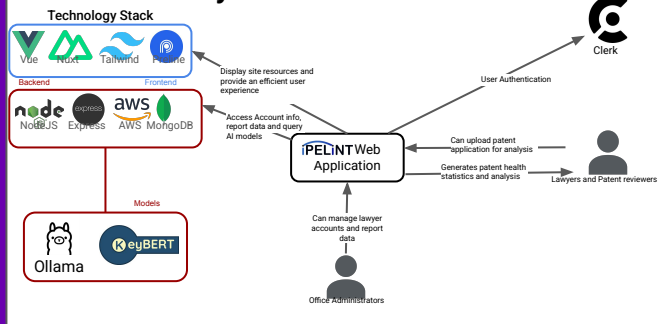 Technology Stack
Vue
Nuxt
Tailwind
Backend
Frontend
node
NodeJS
express
Express
aws
AWS
MongoDB
Display site resources and
provide an efficient user
experience
Access Account info,
report data and query
AI models
Clerk
User Authentication
iPELiNT Web
Application
Can upload patent
application for analysis
Generates patent health
statistics and analysis
Lawyers and Patent reviewers
Models
Ollama
KeyBERT
Can manage lawyer
accounts and report
data
Office Administrators